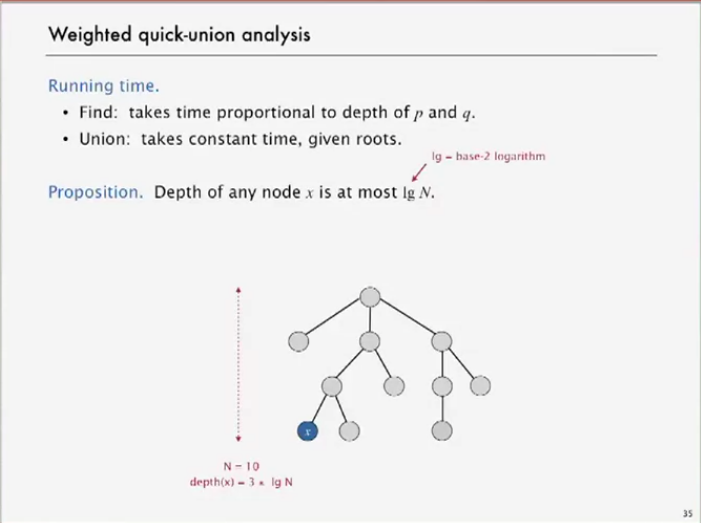 Weighted quick-union analysis
Running time.
• Find: takes time proportional to depth of p and q.
• Union: takes constant time, given roots.
lg = base-2 logarithm
Proposition. Depth of any node x is at most lg N.
x
N = 10
depth(x) = 3 lg N
35